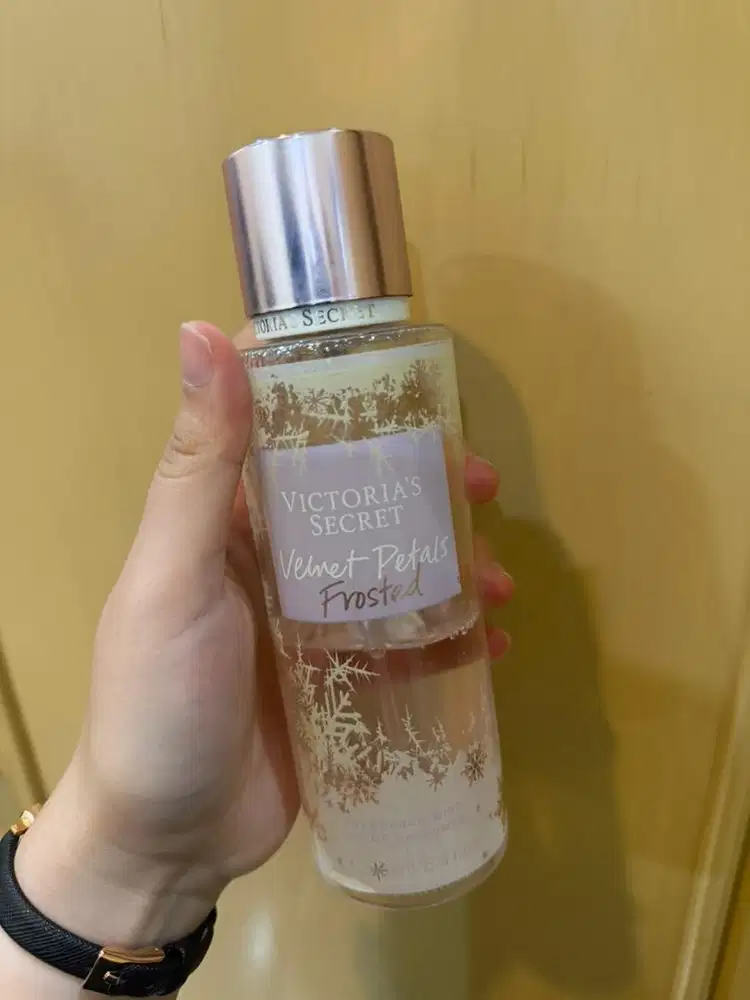 VICTORIA'S SECRET
VICTORIA'S
SECRET
Velvet Petals
Frosted